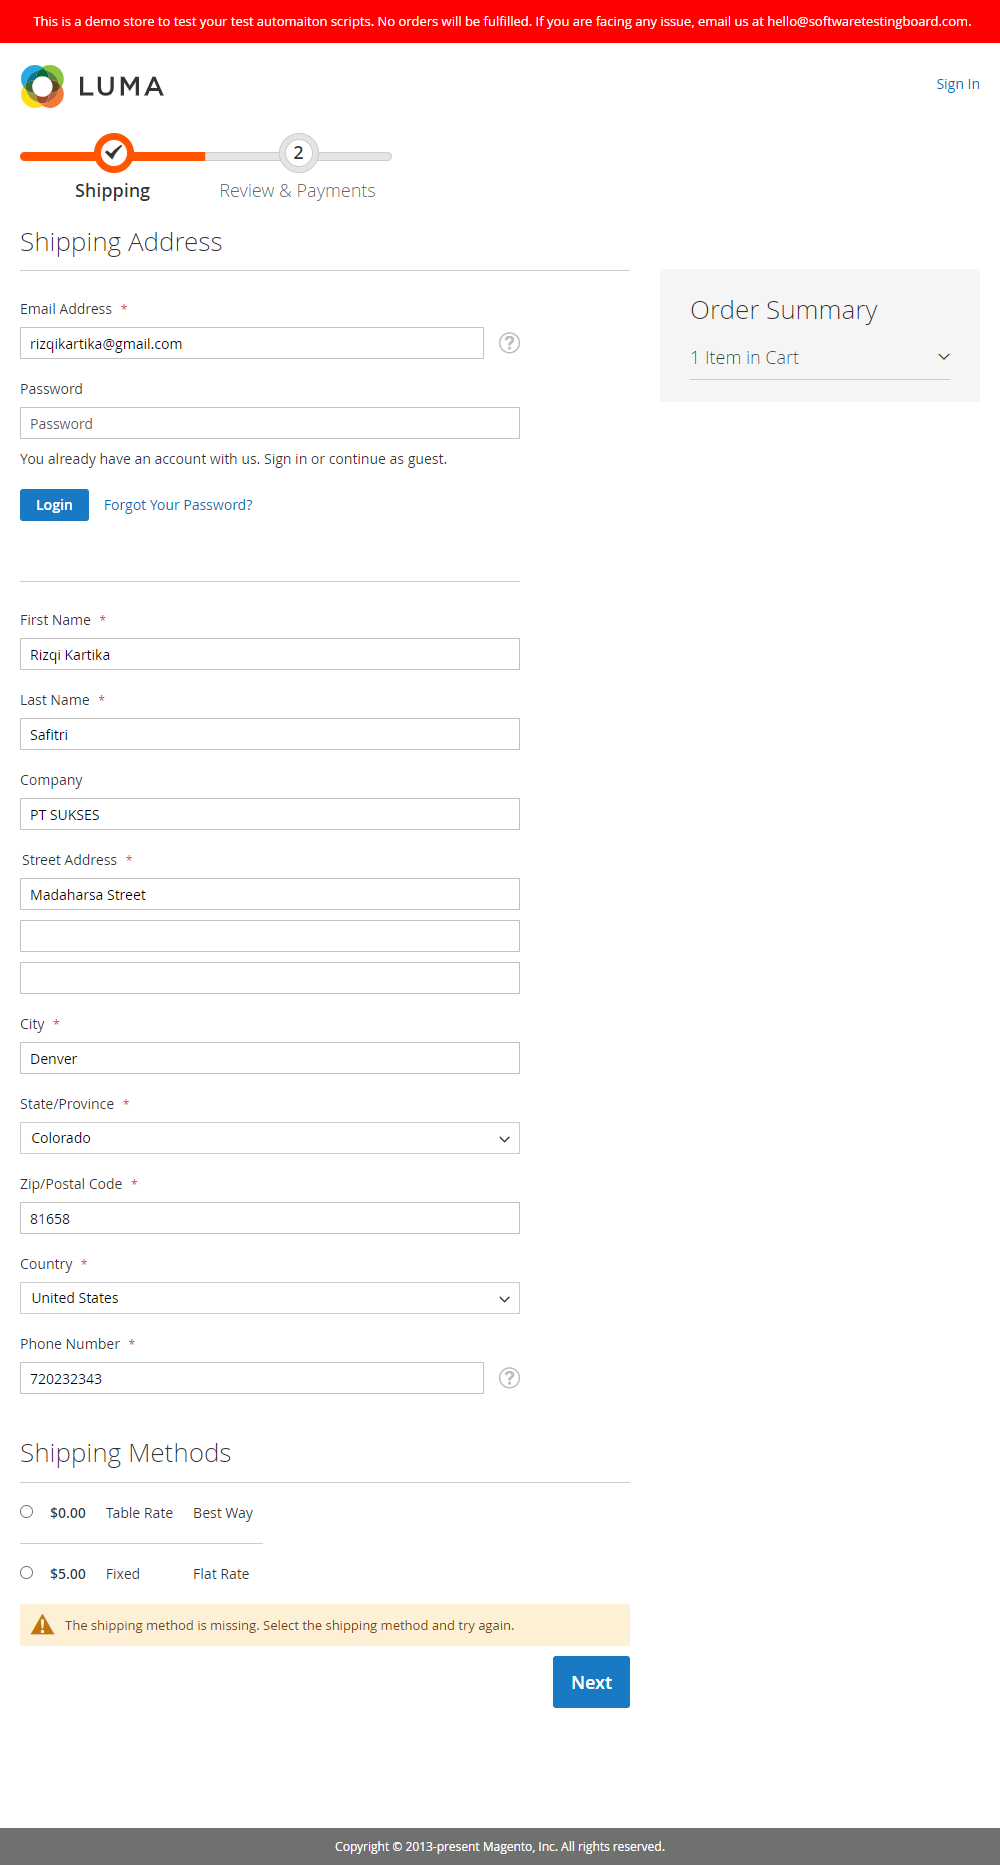 This is a demo store to test your test automaiton scripts. No orders will be fulfilled. If you are facing any issue, email us at hello@softwaretestingboard.com.
LUMA
Sign In
2
Shipping
Review & Payments
Shipping Address
Order Summary
1 Item in Cart
Email Address *
rizqikartika@gmail.com
?
Password
Password
You already have an account with us. Sign in or continue as guest.
Login
Forgot Your Password?
First Name *
Rizqi Kartika
Last Name *
Safitri
Company
PT SUKSES
Street Address *
Madaharsa Street
City *
Denver
State/Province *
Colorado
Zip/Postal Code *
81658
Country *
United States
Phone Number *
720232343
?
Shipping Methods
$0.00 Table Rate Best Way
$5.00 Fixed Flat Rate
The shipping method is missing. Select the shipping method and try again.
Next
Copyright © 2013-present Magento, Inc. All rights reserved.